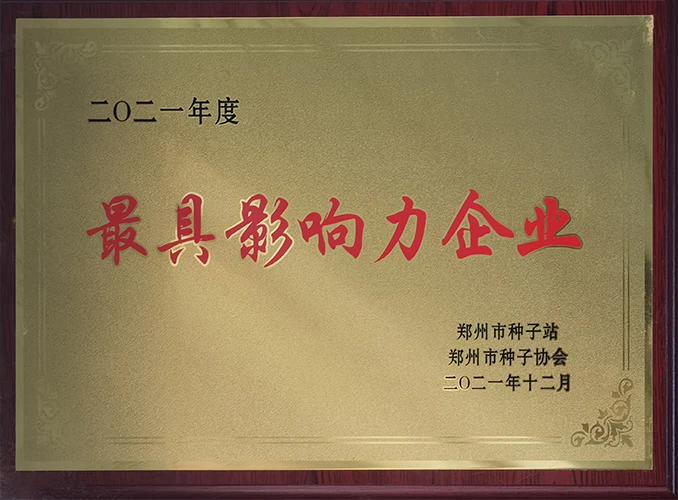 二〇二一年度
最具影响力企业
郑州市种子站
郑州市种子协会
二〇二一年十二月